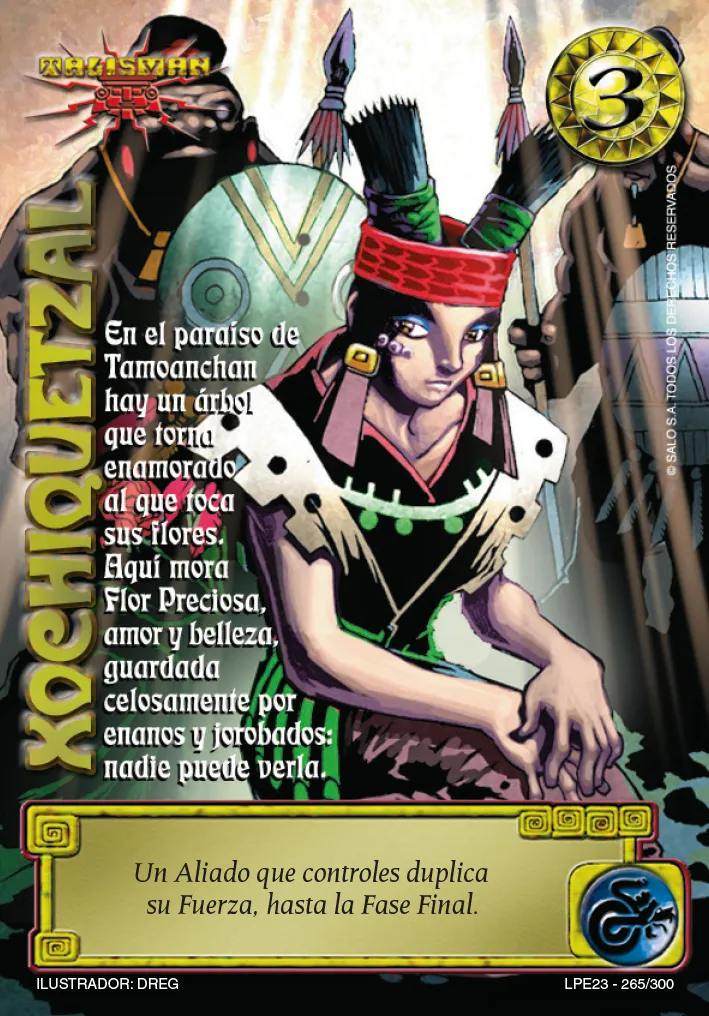 TALISMAN
3
XOCHIQUETZAL
En el paraíso de
Tamoanchan
hay un árbol
que torna
enamorado
al que toca
sus flores.
Aquí mora
Flor Preciosa,
amor y belleza,
guardada
celosamente por
enanos y jorobados:
nadie puede verla.
© SALO S.A. TODOS LOS DERECHOS RESERVADOS
Un Aliado que controles duplica
su Fuerza, hasta la Fase Final.
ILUSTRADOR: DREG
LPE23 - 265/300